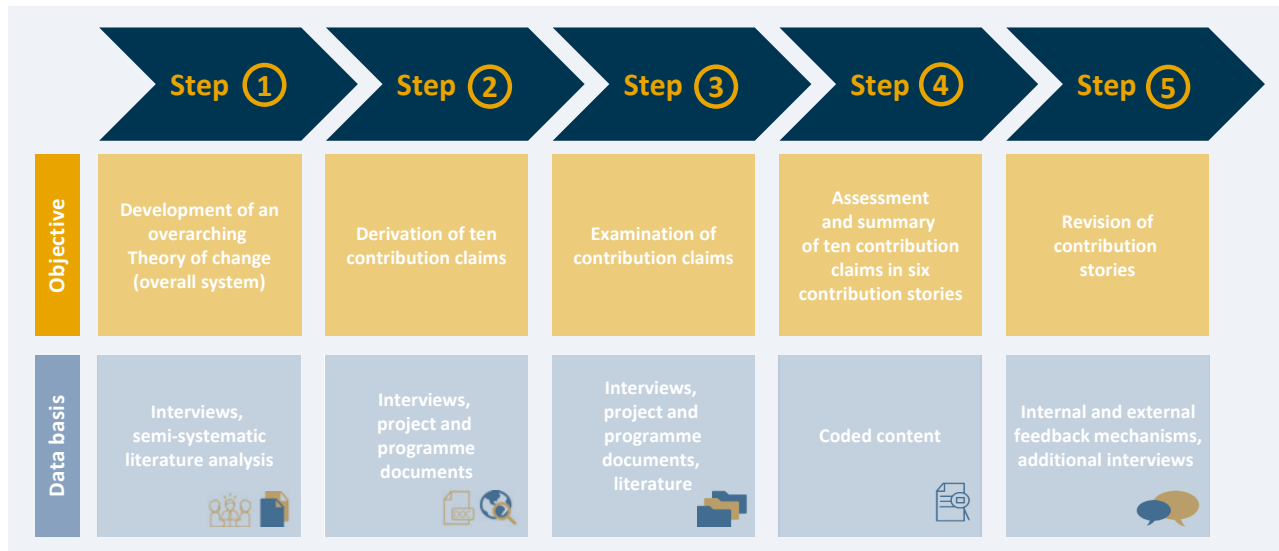 Step 1
Step 2
Step 3
Step 4
Step 5
Objective
Development of an
overarching
Theory of change
(overall system)
Derivation of ten
contribution claims
Examination of
contribution claims
Assessment
and summary
of ten contribution
claims in six
contribution stories
Revision of
contribution
stories
Data basis
Interviews,
semi-systematic
literature analysis
Interviews,
project and
programme
documents
DOC
Interviews,
project and
programme
documents,
literature
Coded content
Internal and external
feedback mechanisms,
additional interviews